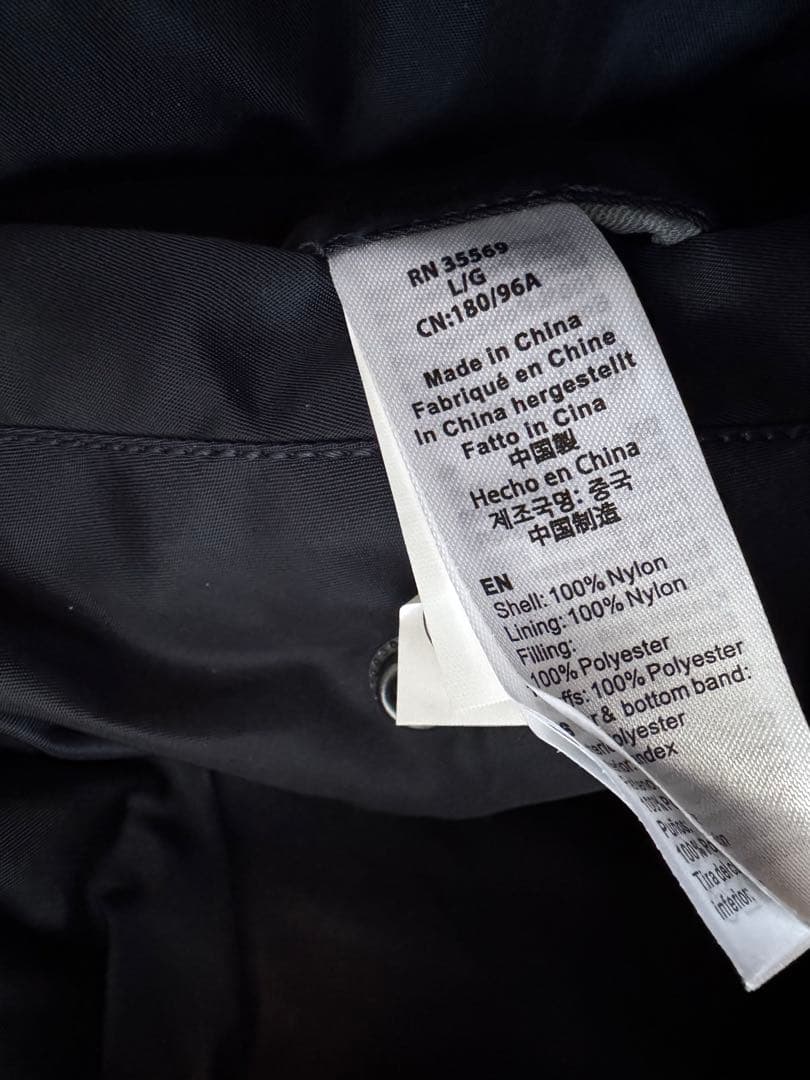 RN 35569
L/G
CN:180/96A
Made in China
Fabriqué en Chine
In China hergestellt
Fatto in Cina
中国製
Hecho en China
제조국명: 중국
中国制造
EN
Shell: 100% Nylon
Lining: 100% Nylon
Filling:
100% Polyester
100% Polyester
& bottom band: